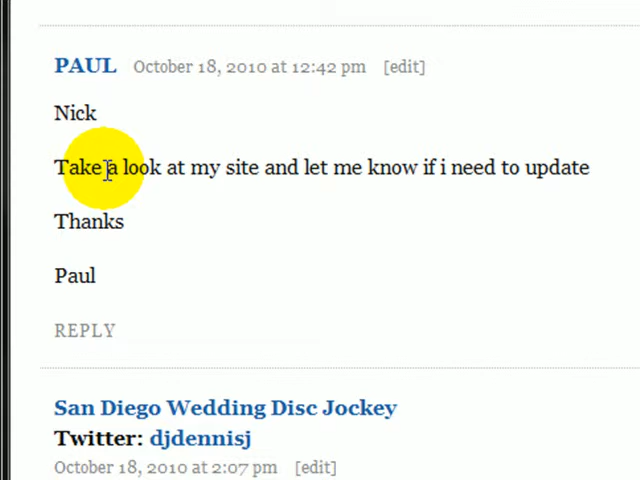 PAUL October 18, 2010 at 12:42 pm [edit]
Nick
Take a look at my site and let me know if i need to update
Thanks
Paul
REPLY
San Diego Wedding Disc Jockey
Twitter: djdennisj
October 18, 2010 at 2:07 pm [edit]